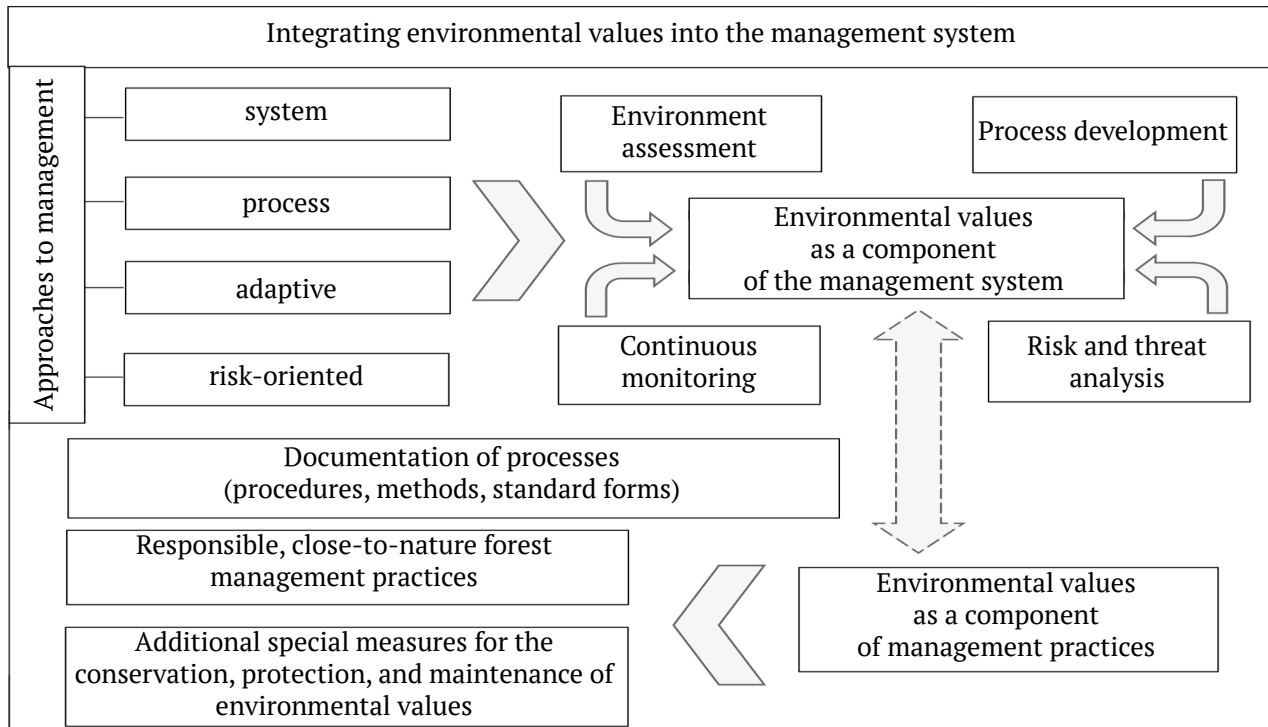 Integrating environmental values into the management system
Approaches to management
system
process
adaptive
risk-oriented
Environment
assessment
Process development
Environmental values
as a component
of the management system
Continuous
monitoring
Risk and threat
analysis
Documentation of processes
(procedures, methods, standard forms)
Responsible, close-to-nature forest
management practices
Additional special measures for the
conservation, protection, and maintenance of
environmental values
Environmental values
as a component
of management practices